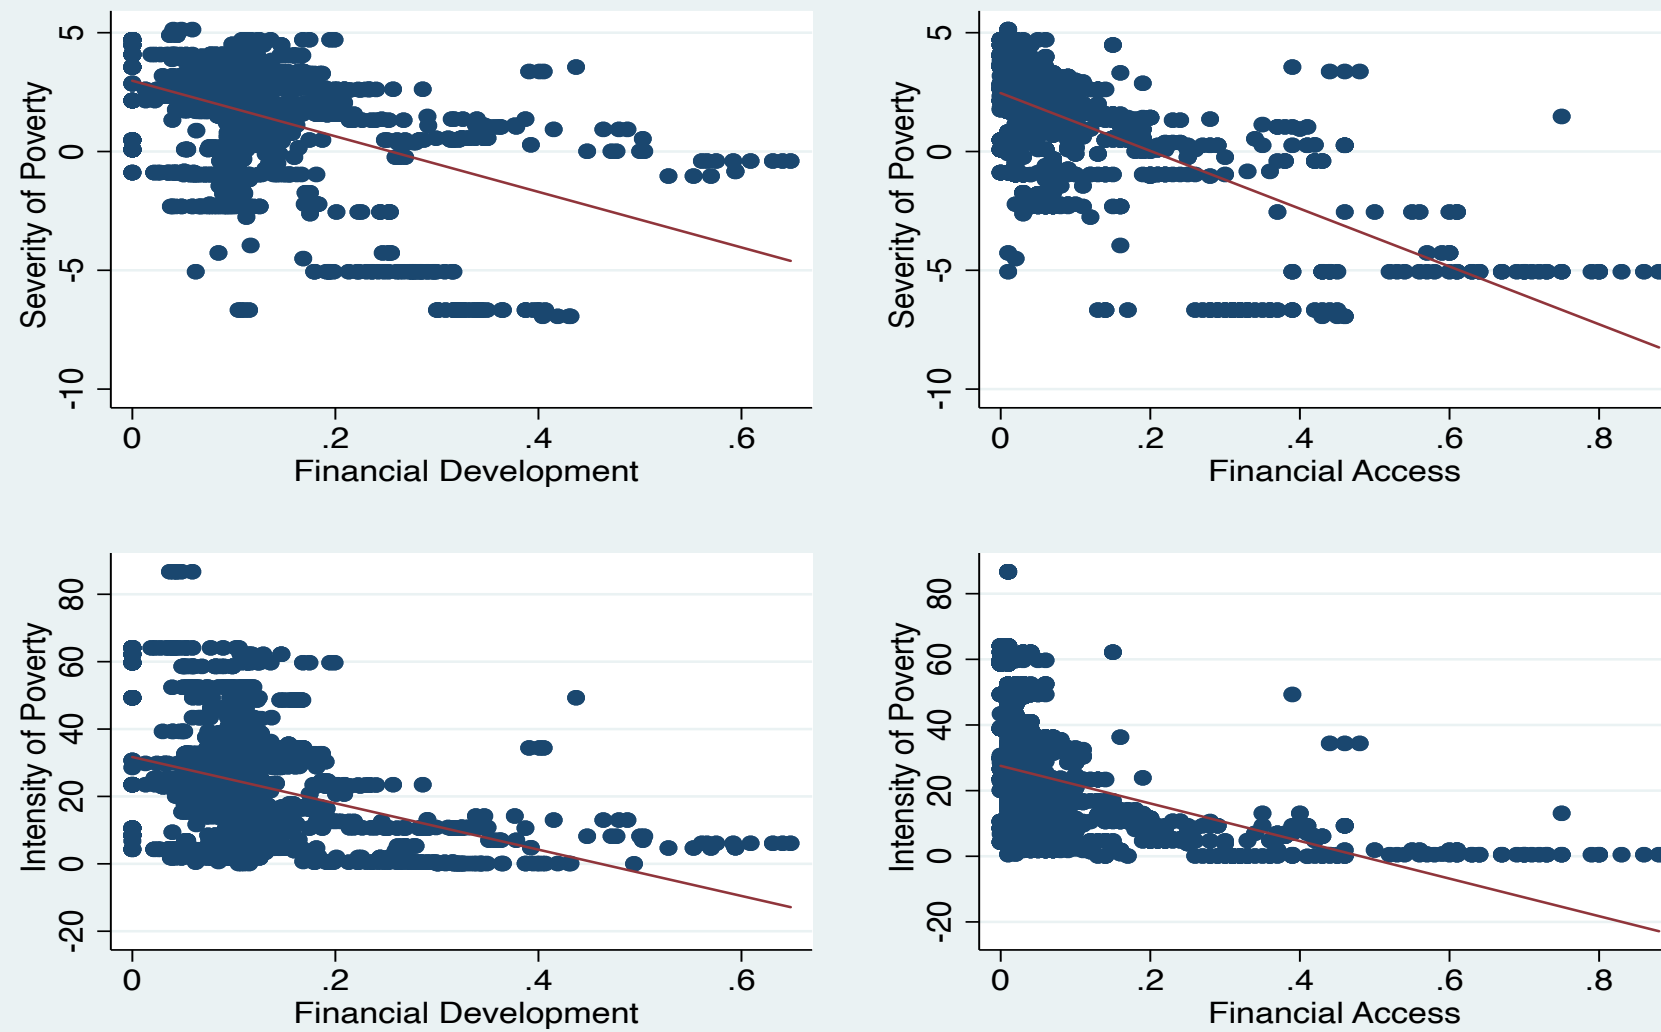 Severity of Poverty
5
0
-5
-10
0 .2 .4 .6
Financial Development
Severity of Poverty
5
0
-5
-10
0 .2 .4 .6 .8
Financial Access
Intensity of Poverty
80
60
40
20
0
-20
0 .2 .4 .6
Financial Development
Intensity of Poverty
80
60
40
20
0
-20
0 .2 .4 .6 .8
Financial Access